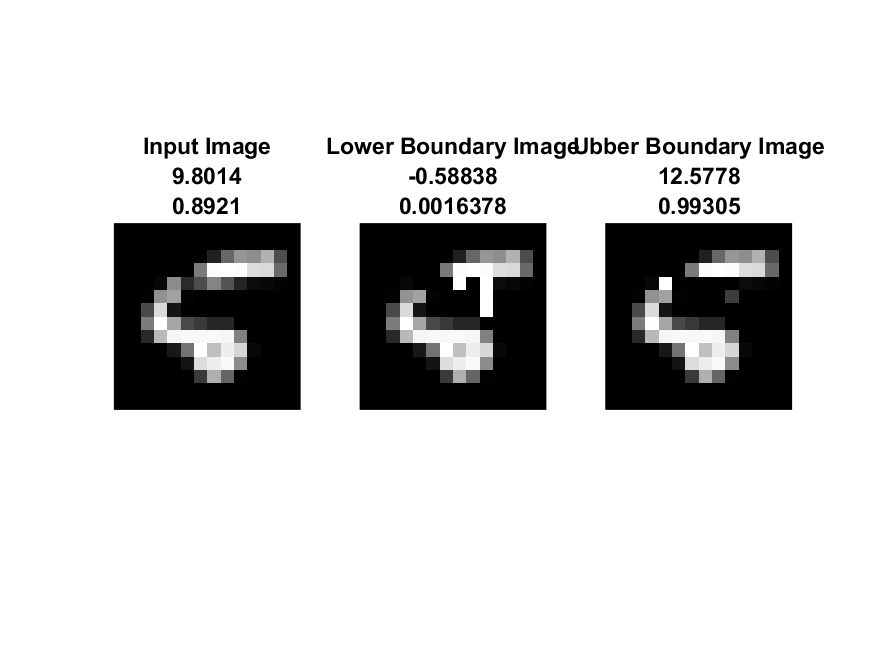 Input Image
9.8014
0.8921
Lower Boundary Image
-0.58838
0.0016378
Ubber Boundary Image
12.5778
0.99305